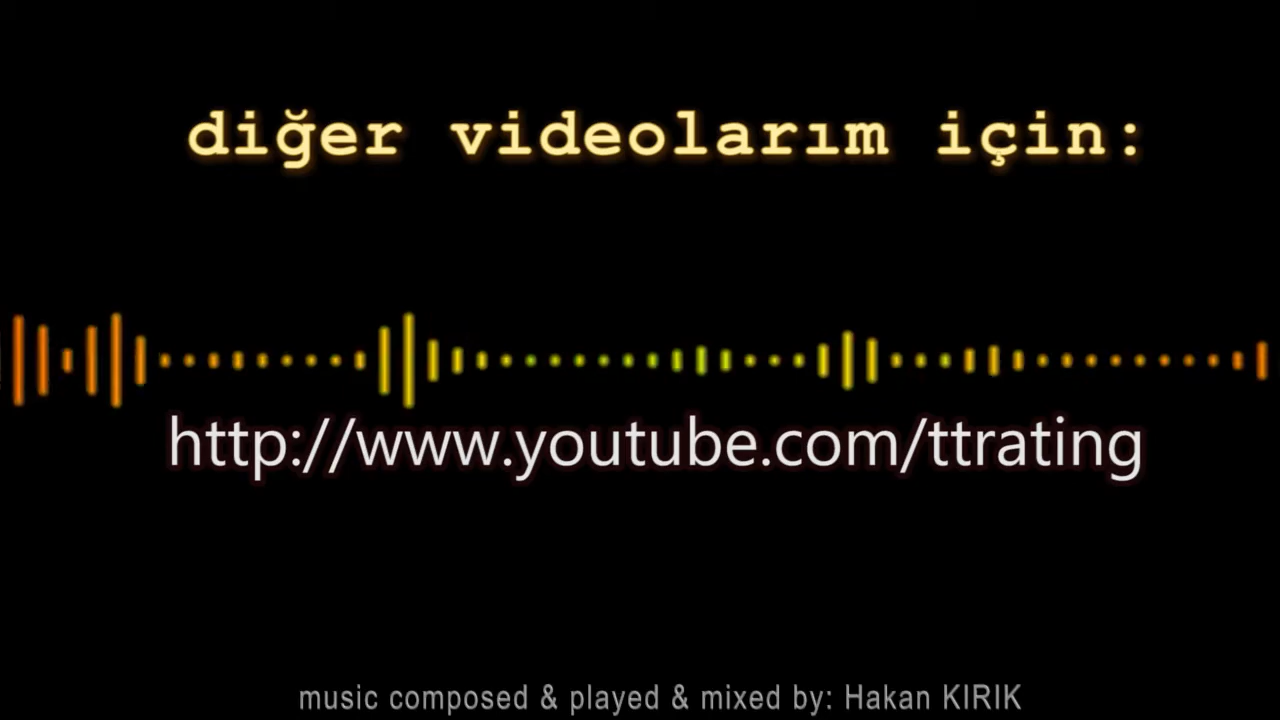 diğer videolarım için:
http://www.youtube.com/ttrating
music composed & played & mixed by: Hakan KIRIK